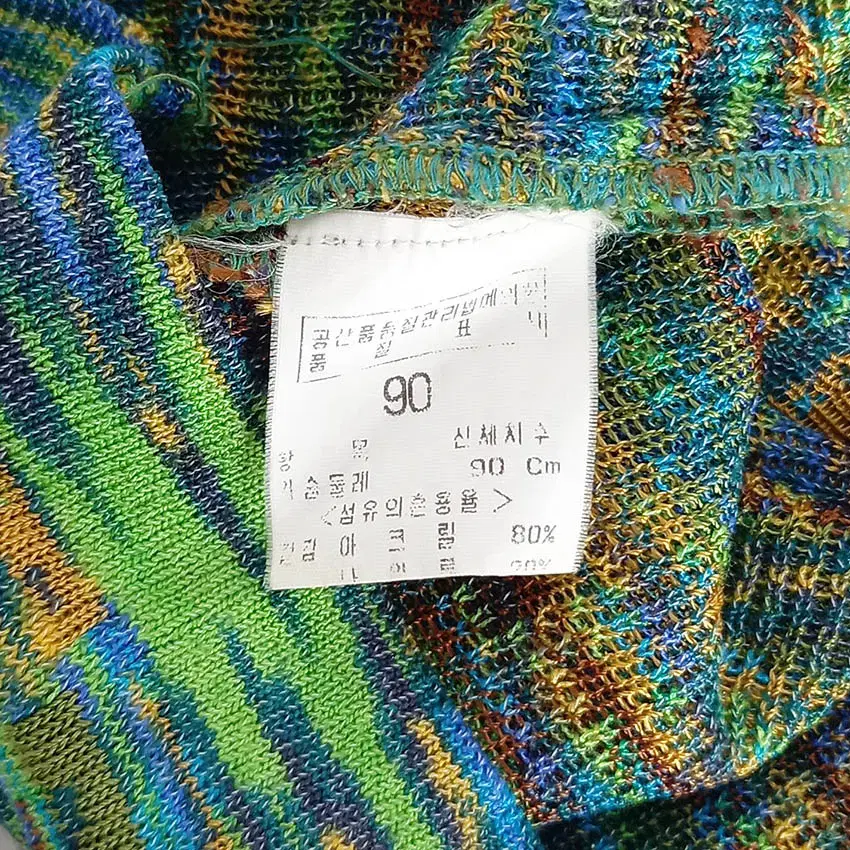 공산품품질관리법에의한
품 질 표 시
90
항 목 신체치수
가슴둘레 90 Cm
<섬유의혼용율>
겉감 아 크 릴 80%